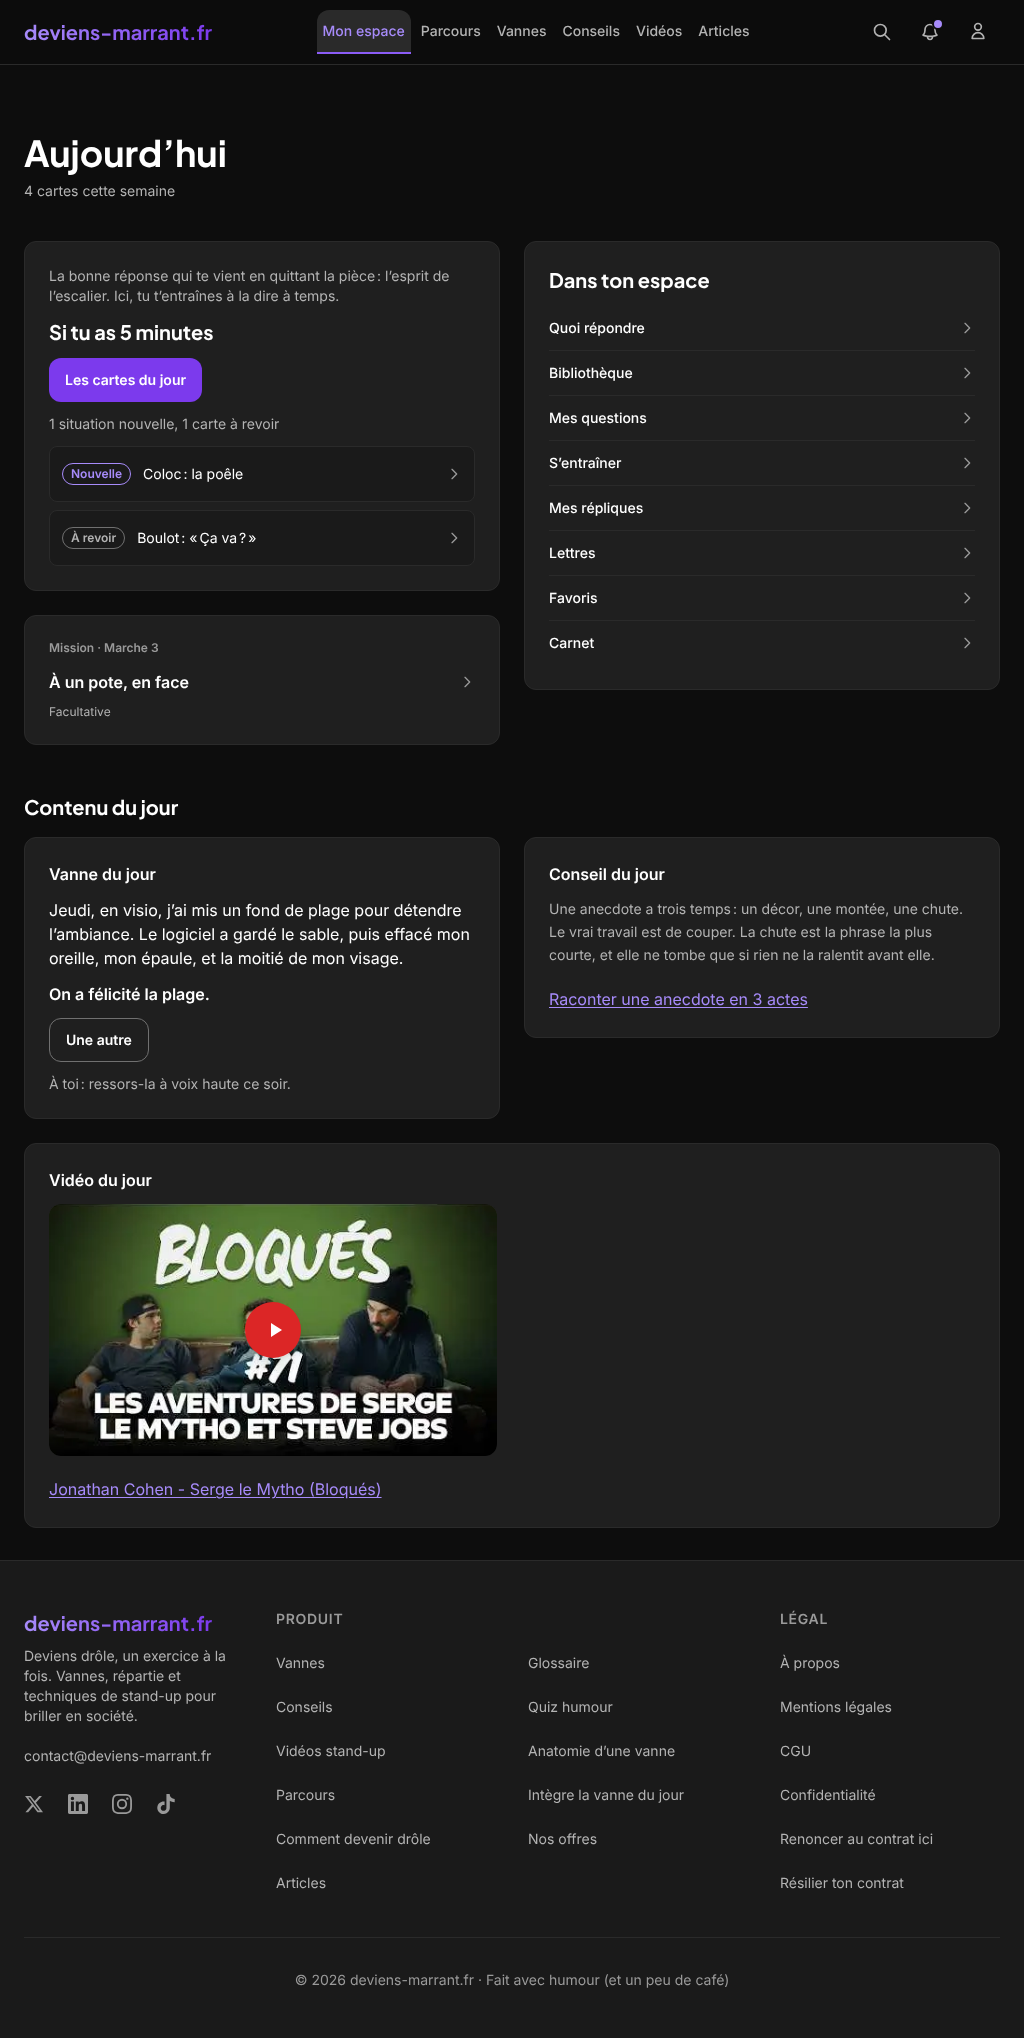 deviens-marrant.fr
Mon espace
Parcours
Vannes
Conseils
Vidéos
Articles
Aujourd’hui
4 cartes cette semaine
La bonne réponse qui te vient en quittant la pièce : l’esprit de
l’escalier. Ici, tu t’entraînes à la dire à temps.
Si tu as 5 minutes
Les cartes du jour
1 situation nouvelle, 1 carte à revoir
Nouvelle
Coloc : la poêle
À revoir
Boulot : « Ça va ? »
Mission · Marche 3
À un pote, en face
Facultative
Dans ton espace
Quoi répondre
Bibliothèque
Mes questions
S’entraîner
Mes répliques
Lettres
Favoris
Carnet
Contenu du jour
Vanne du jour
Jeudi, en visio, j’ai mis un fond de plage pour détendre
l’ambiance. Le logiciel a gardé le sable, puis effacé mon
oreille, mon épaule, et la moitié de mon visage.
On a félicité la plage.
Une autre
À toi : ressors-la à voix haute ce soir.
Conseil du jour
Une anecdote a trois temps : un décor, une montée, une chute.
Le vrai travail est de couper. La chute est la phrase la plus
courte, et elle ne tombe que si rien ne la ralentit avant elle.
Raconter une anecdote en 3 actes
Vidéo du jour
BLOQUÉS
#71
LES AVENTURES DE SERGE
LE MYTHO ET STEVE JOBS
Jonathan Cohen - Serge le Mytho (Bloqués)
deviens-marrant.fr
Deviens drôle, un exercice à la
fois. Vannes, répartie et
techniques de stand-up pour
briller en société.
contact@deviens-marrant.fr
PRODUIT
Vannes
Conseils
Vidéos stand-up
Parcours
Comment devenir drôle
Articles
Glossaire
Quiz humour
Anatomie d’une vanne
Intègre la vanne du jour
Nos offres
LÉGAL
À propos
Mentions légales
CGU
Confidentialité
Renoncer au contrat ici
Résilier ton contrat
© 2026 deviens-marrant.fr · Fait avec humour (et un peu de café)